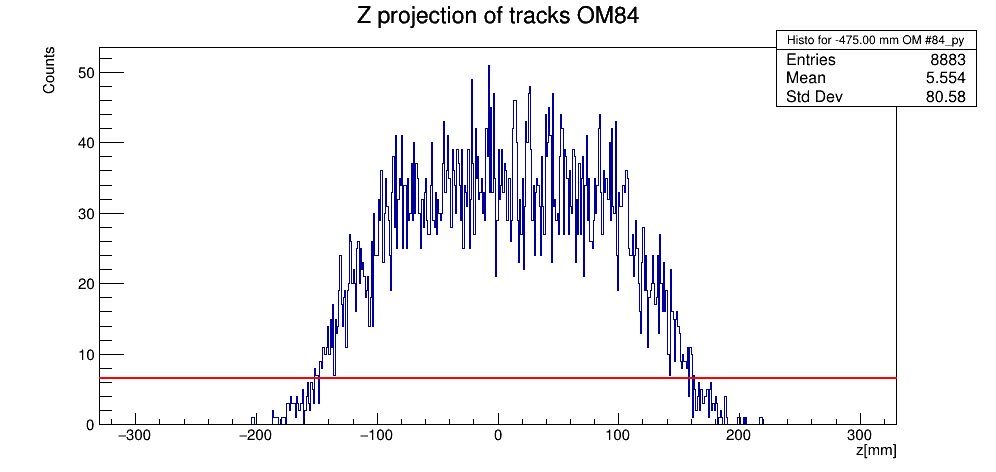 Z projection of tracks OM84
Histo for -475.00 mm OM #84_py
Entries 8883
Mean 5.554
Std Dev 80.58
Counts
50
40
30
20
10
0
−300 −200 −100 0 100 200 300
z[mm]